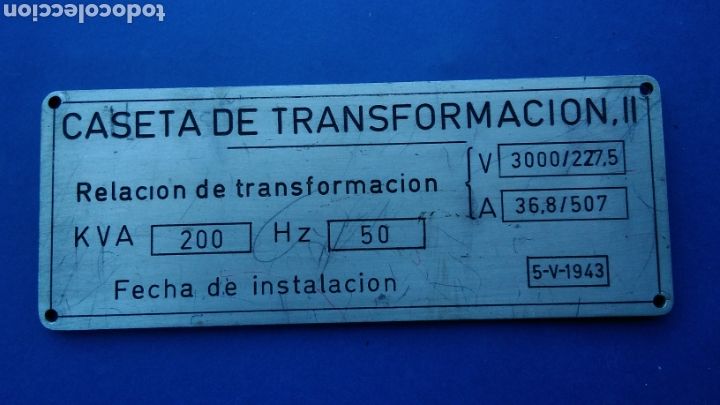 todocoleccion
CASETA DE TRANSFORMACION, II
Relacion de transformacion V 3000/227,5
A 36,8/507
KVA 200 Hz 50
Fecha de instalacion 5-V-1943